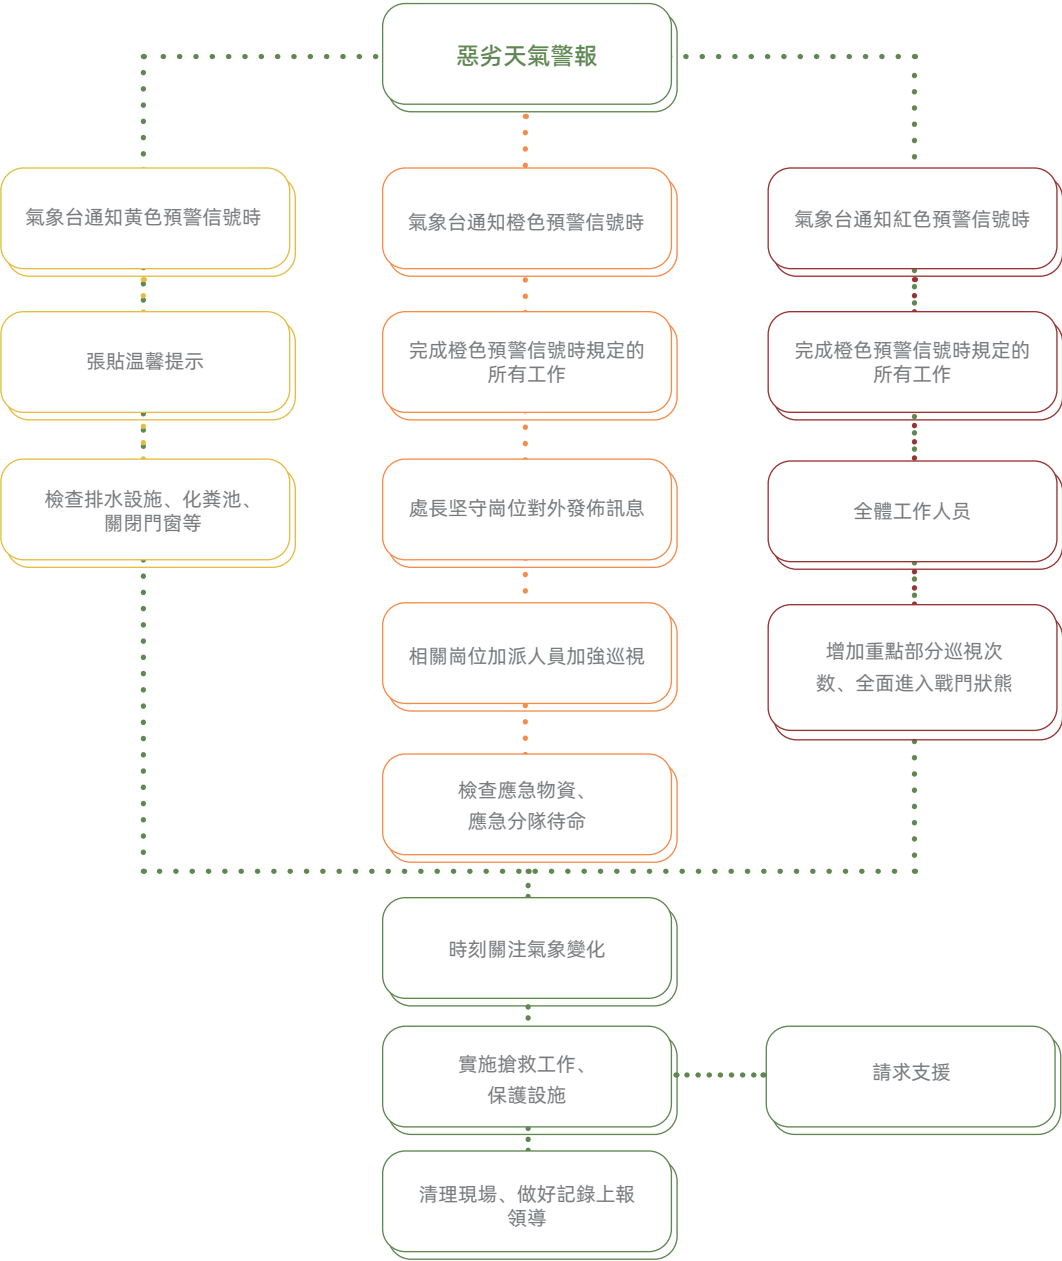 惡劣天氣警報
氣象台通知黄色預警信號時
張貼温馨提示
檢查排水設施、化粪池、
關閉門窗等
氣象台通知橙色預警信號時
完成橙色預警信號時規定的
所有工作
處長坚守崗位對外發佈訊息
相關崗位加派人員加強巡視
檢查應急物資、
應急分隊待命
氣象台通知紅色預警信號時
完成橙色預警信號時規定的
所有工作
全體工作人员
增加重點部分巡視次
数、全面進入戰門狀態
時刻關注氣象變化
實施搶救工作、
保護設施
請求支援
清理現場、做好記錄上報
領導